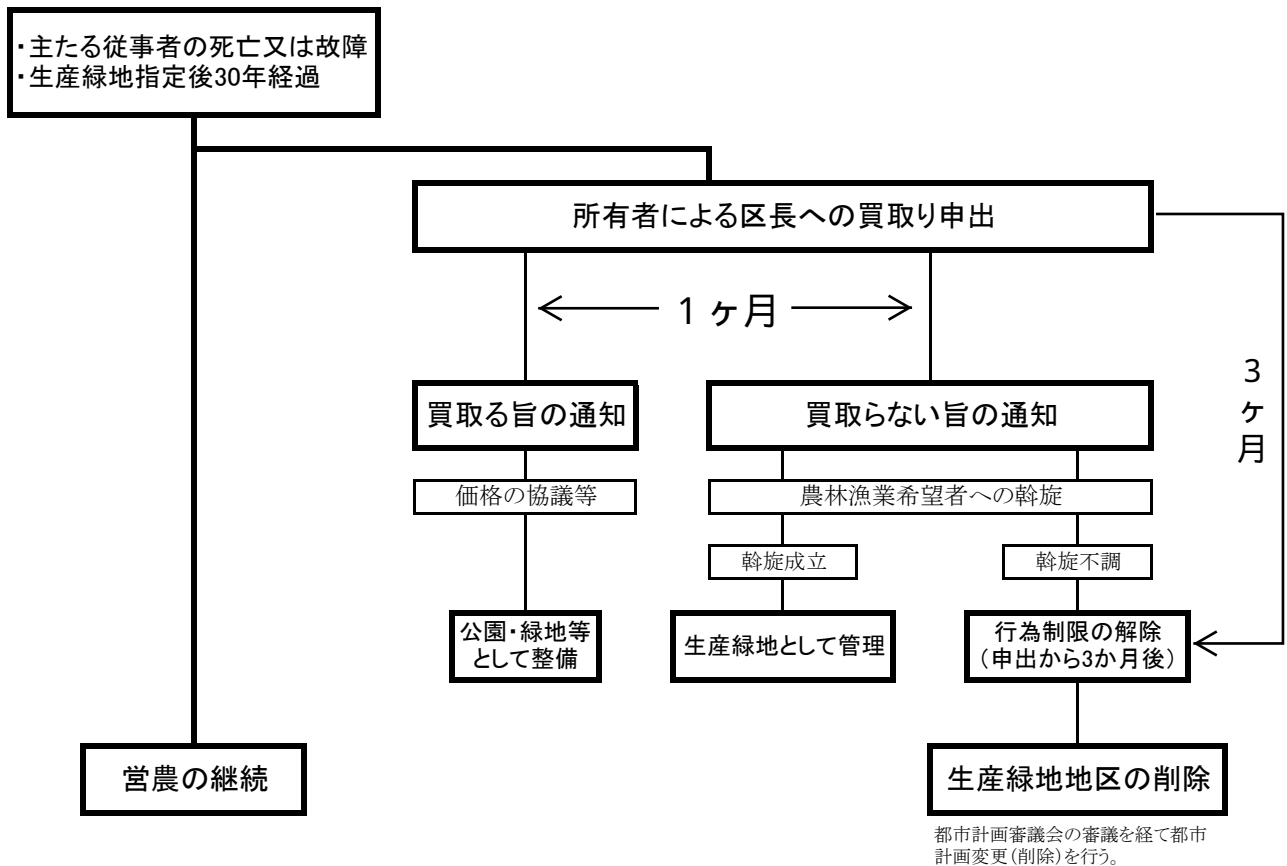 ・主たる従事者の死亡又は故障
・生産緑地指定後30年経過
所有者による区長への買取り申出
1ヶ月
3ヶ月
買取る旨の通知
買取らない旨の通知
価格の協議等
農林漁業希望者への斡旋
斡旋成立
斡旋不調
公園・緑地等
として整備
生産緑地として管理
行為制限の解除
（申出から3か月後）
営農の継続
生産緑地地区の削除
都市計画審議会の審議を経て都市
計画変更（削除）を行う。